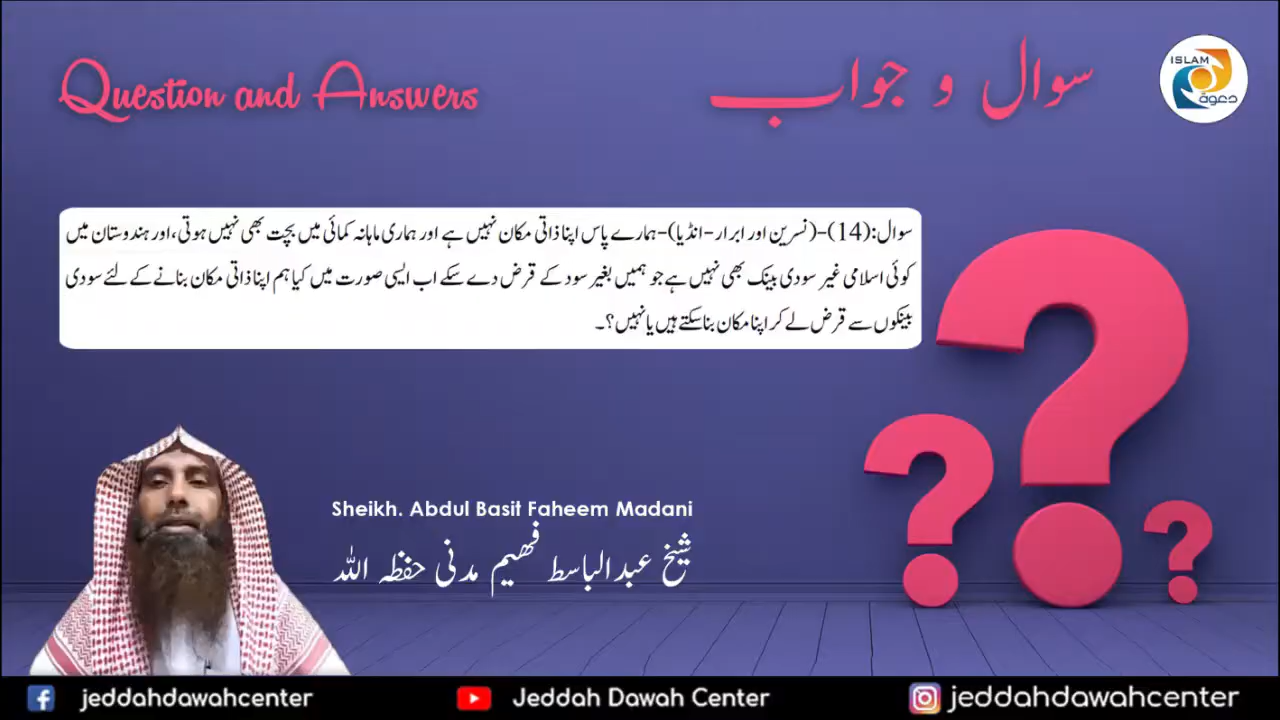 Question and Answers
سوال و جواب
ISLAM
دعوة
سوال:(14)-(نسرین اور ابرار-انڈیا)-ہمارے پاس اپنا ذاتی مکان نہیں ہے اور ہماری ماہانہ کمائی میں بچت بھی نہیں ہوتی،اور ہندوستان میں
کوئی اسلامی غیر سودی بینک بھی نہیں ہے جو ہمیں بغیر سود کے قرض دے سکے اب ایسی صورت میں کیا ہم اپنا ذاتی مکان بنانے کے لئے سودی
بینکوں سے قرض لے کر اپنا مکان بنا سکتے ہیں یا نہیں؟۔
Sheikh. Abdul Basit Faheem Madani
شیخ عبدالباسط فھیم مدنی حفظہ اللہ
jeddahdawahcenter
Jeddah Dawah Center
jeddahdawahcenter